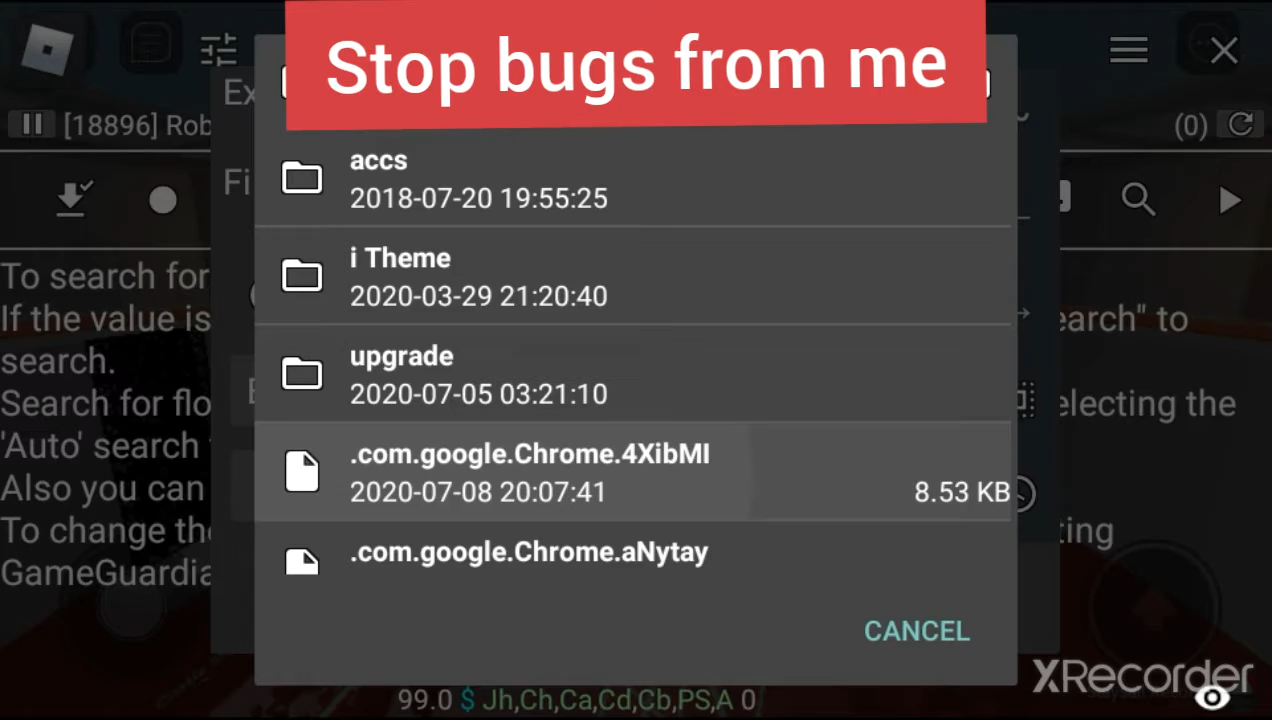 Stop bugs from me
Ex
[18896] Rob
(0)
Fi
accs
2018-07-20 19:55:25
i Theme
2020-03-29 21:20:40
upgrade
2020-07-05 03:21:10
.com.google.Chrome.4XibMI
2020-07-08 20:07:41
8.53 KB
.com.google.Chrome.aNytay
CANCEL
To search for
If the value is
earch" to
search.
Search for flo
electing the
'Auto' search
Also you can
To change the
ting
GameGuardia
99.0 $ Jh,Ch,Ca,Cd,Cb,PS,A 0
XRecorder